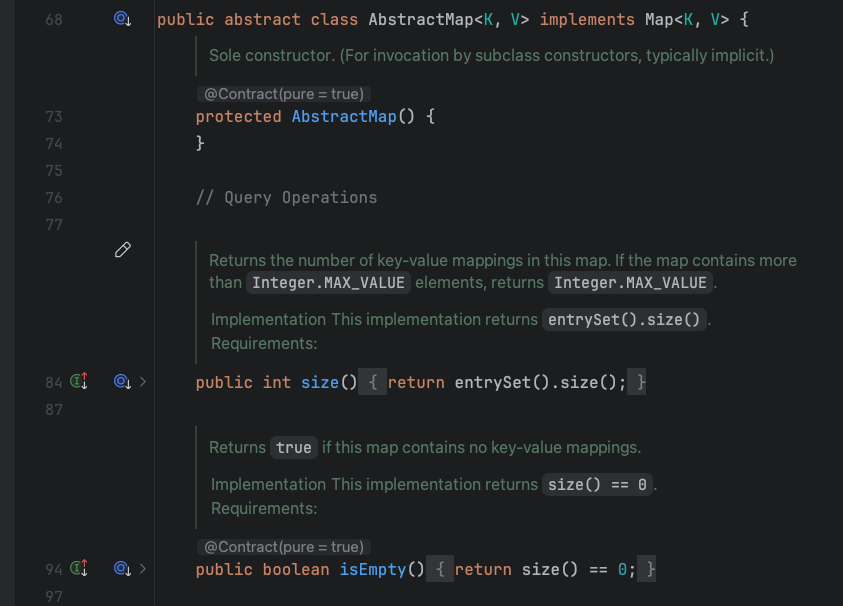 68 public abstract class AbstractMap<K, V> implements Map<K, V> {
Sole constructor. (For invocation by subclass constructors, typically implicit.)
@Contract(pure = true)
73 protected AbstractMap() {
74 }
75
76 // Query Operations
77
Returns the number of key-value mappings in this map. If the map contains more
than Integer.MAX_VALUE elements, returns Integer.MAX_VALUE.
Implementation This implementation returns entrySet().size().
Requirements:
84 public int size() { return entrySet().size(); }
87
Returns true if this map contains no key-value mappings.
Implementation This implementation returns size() == 0.
Requirements:
@Contract(pure = true)
94 public boolean isEmpty() { return size() == 0; }
97